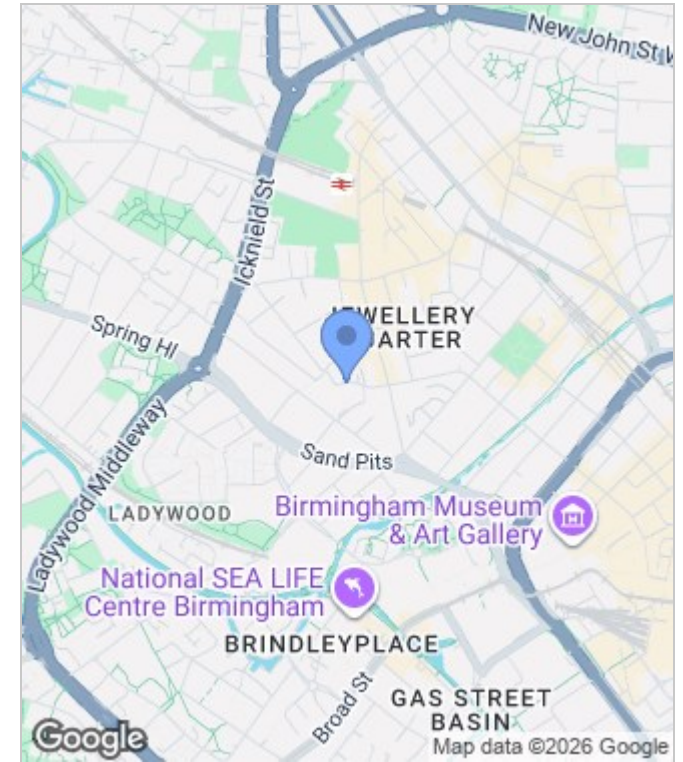 New John St W
Icknield St
JEWELLERY
QUARTER
Spring Hl
Sand Pits
Ladywood Middleway
LADYWOOD
Birmingham Museum
& Art Gallery
National SEA LIFE
Centre Birmingham
BRINDLEYPLACE
Broad St
GAS STREET
BASIN
Google
Map data ©2026 Google